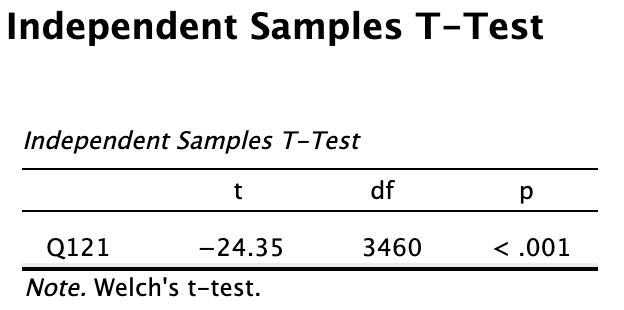 Independent Samples T-Test
Independent Samples T-Test
t df p
Q121 −24.35 3460 < .001
Note. Welch's t-test.